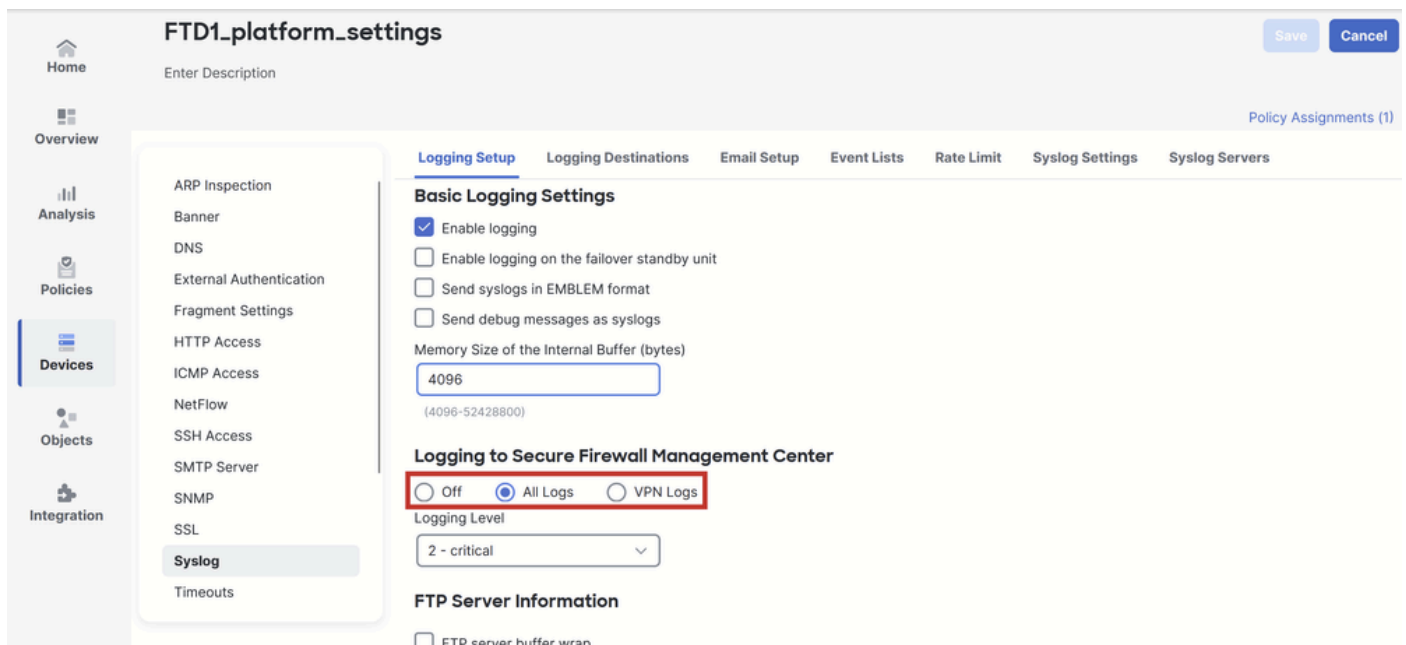 FTD1_platform_settings
Save
Cancel
Enter Description
Policy Assignments (1)
Home
Overview
Analysis
Policies
Devices
Objects
Integration
ARP Inspection
Banner
DNS
External Authentication
Fragment Settings
HTTP Access
ICMP Access
NetFlow
SSH Access
SMTP Server
SNMP
SSL
Syslog
Timeouts
Logging Setup Logging Destinations Email Setup Event Lists Rate Limit Syslog Settings Syslog Servers
Basic Logging Settings
Enable logging
Enable logging on the failover standby unit
Send syslogs in EMBLEM format
Send debug messages as syslogs
Memory Size of the Internal Buffer (bytes)
4096
(4096-52428800)
Logging to Secure Firewall Management Center
Off All Logs VPN Logs
Logging Level
2 - critical
FTP Server Information
FTP server buffer wrap